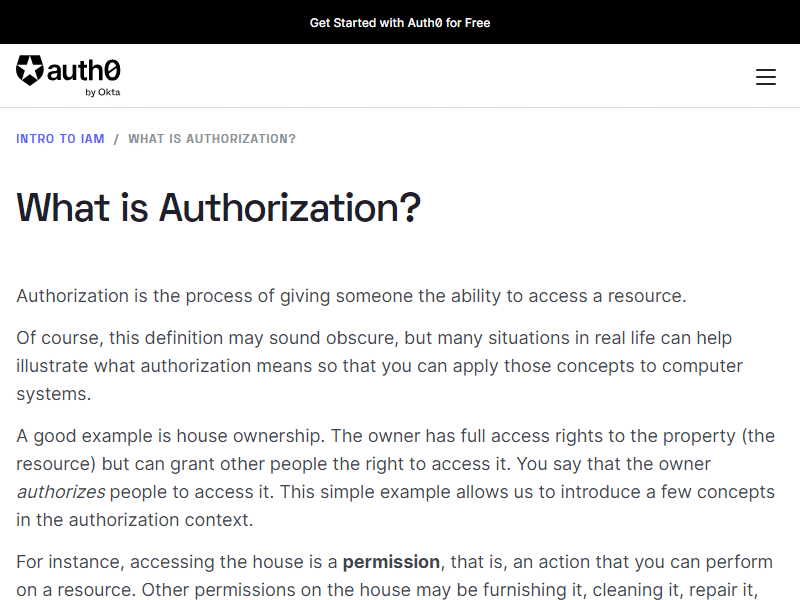 Get Started with Auth0 for Free
auth0
by Okta
INTRO TO IAM / WHAT IS AUTHORIZATION?
What is Authorization?
Authorization is the process of giving someone the ability to access a resource.
Of course, this definition may sound obscure, but many situations in real life can help
illustrate what authorization means so that you can apply those concepts to computer
systems.
A good example is house ownership. The owner has full access rights to the property (the
resource) but can grant other people the right to access it. You say that the owner
authorizes people to access it. This simple example allows us to introduce a few concepts
in the authorization context.
For instance, accessing the house is a permission, that is, an action that you can perform
on a resource. Other permissions on the house may be furnishing it, cleaning it, repair it,